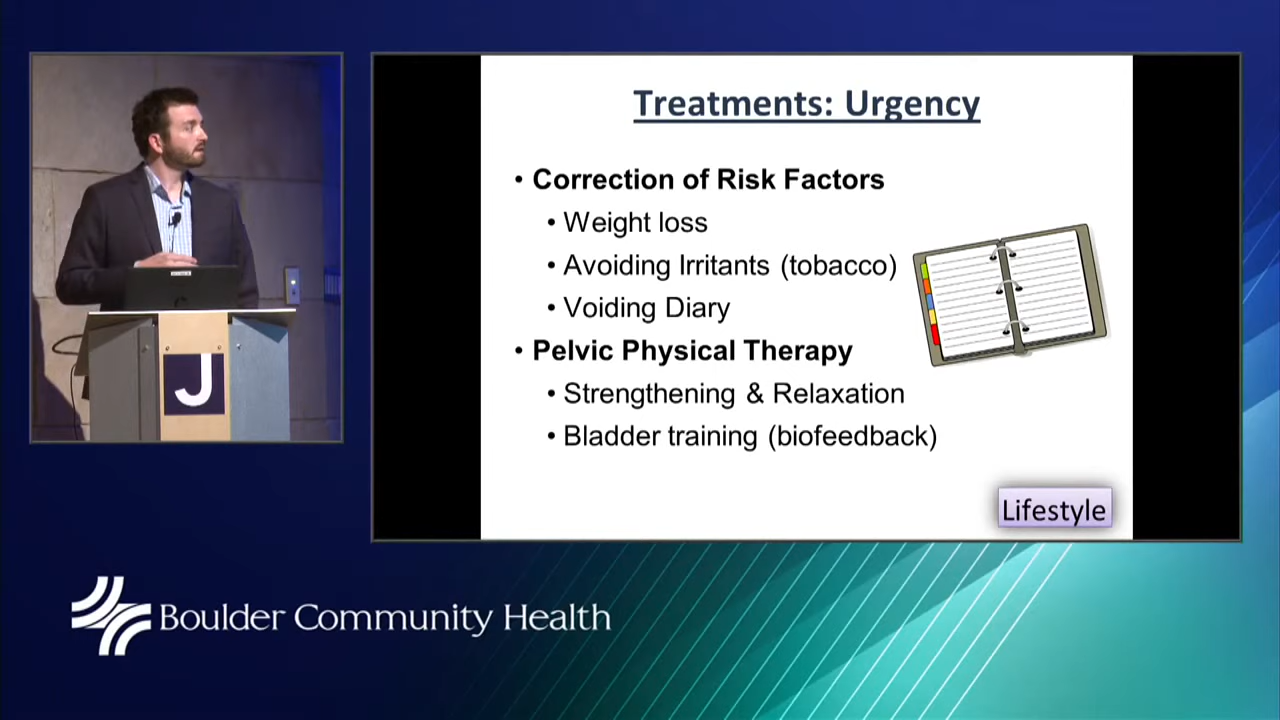 Treatments: Urgency
• Correction of Risk Factors
• Weight loss
• Avoiding Irritants (tobacco)
• Voiding Diary
• Pelvic Physical Therapy
• Strengthening & Relaxation
• Bladder training (biofeedback)
Lifestyle
J
Boulder Community Health